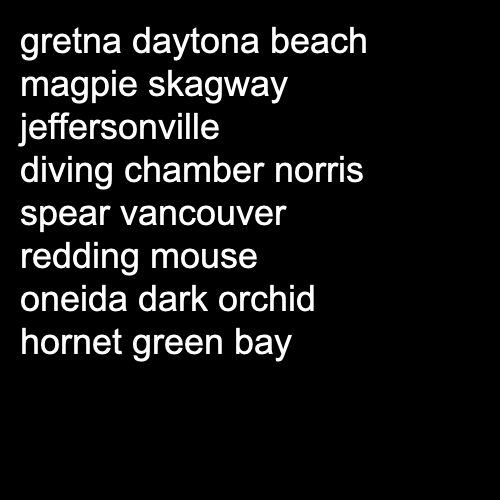 gretna daytona beach
magpie skagway
jeffersonville
diving chamber norris
spear vancouver
redding mouse
oneida dark orchid
hornet green bay